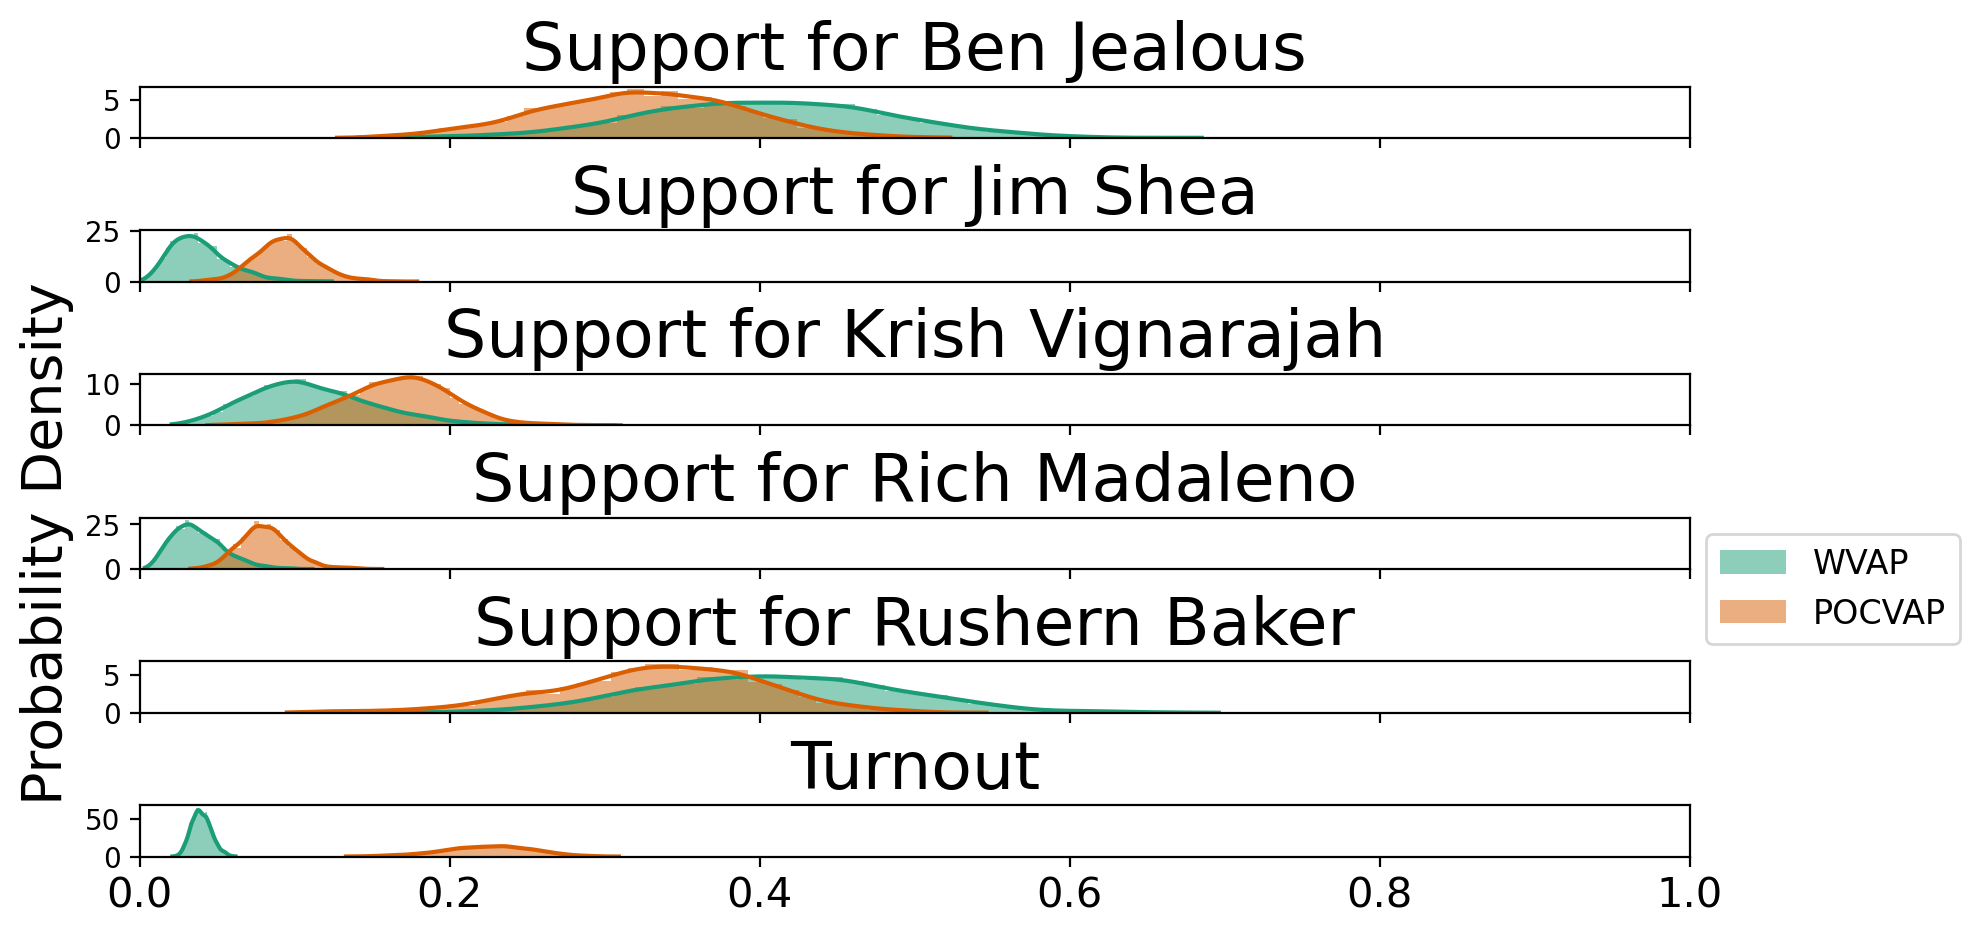 Support for Ben Jealous
5
0
Support for Jim Shea
25
0
Support for Krish Vignarajah
10
0
Support for Rich Madaleno
25
0
Support for Rushern Baker
5
0
Turnout
50
0
0.0 0.2 0.4 0.6 0.8 1.0
Probability Density
WVAP
POCVAP